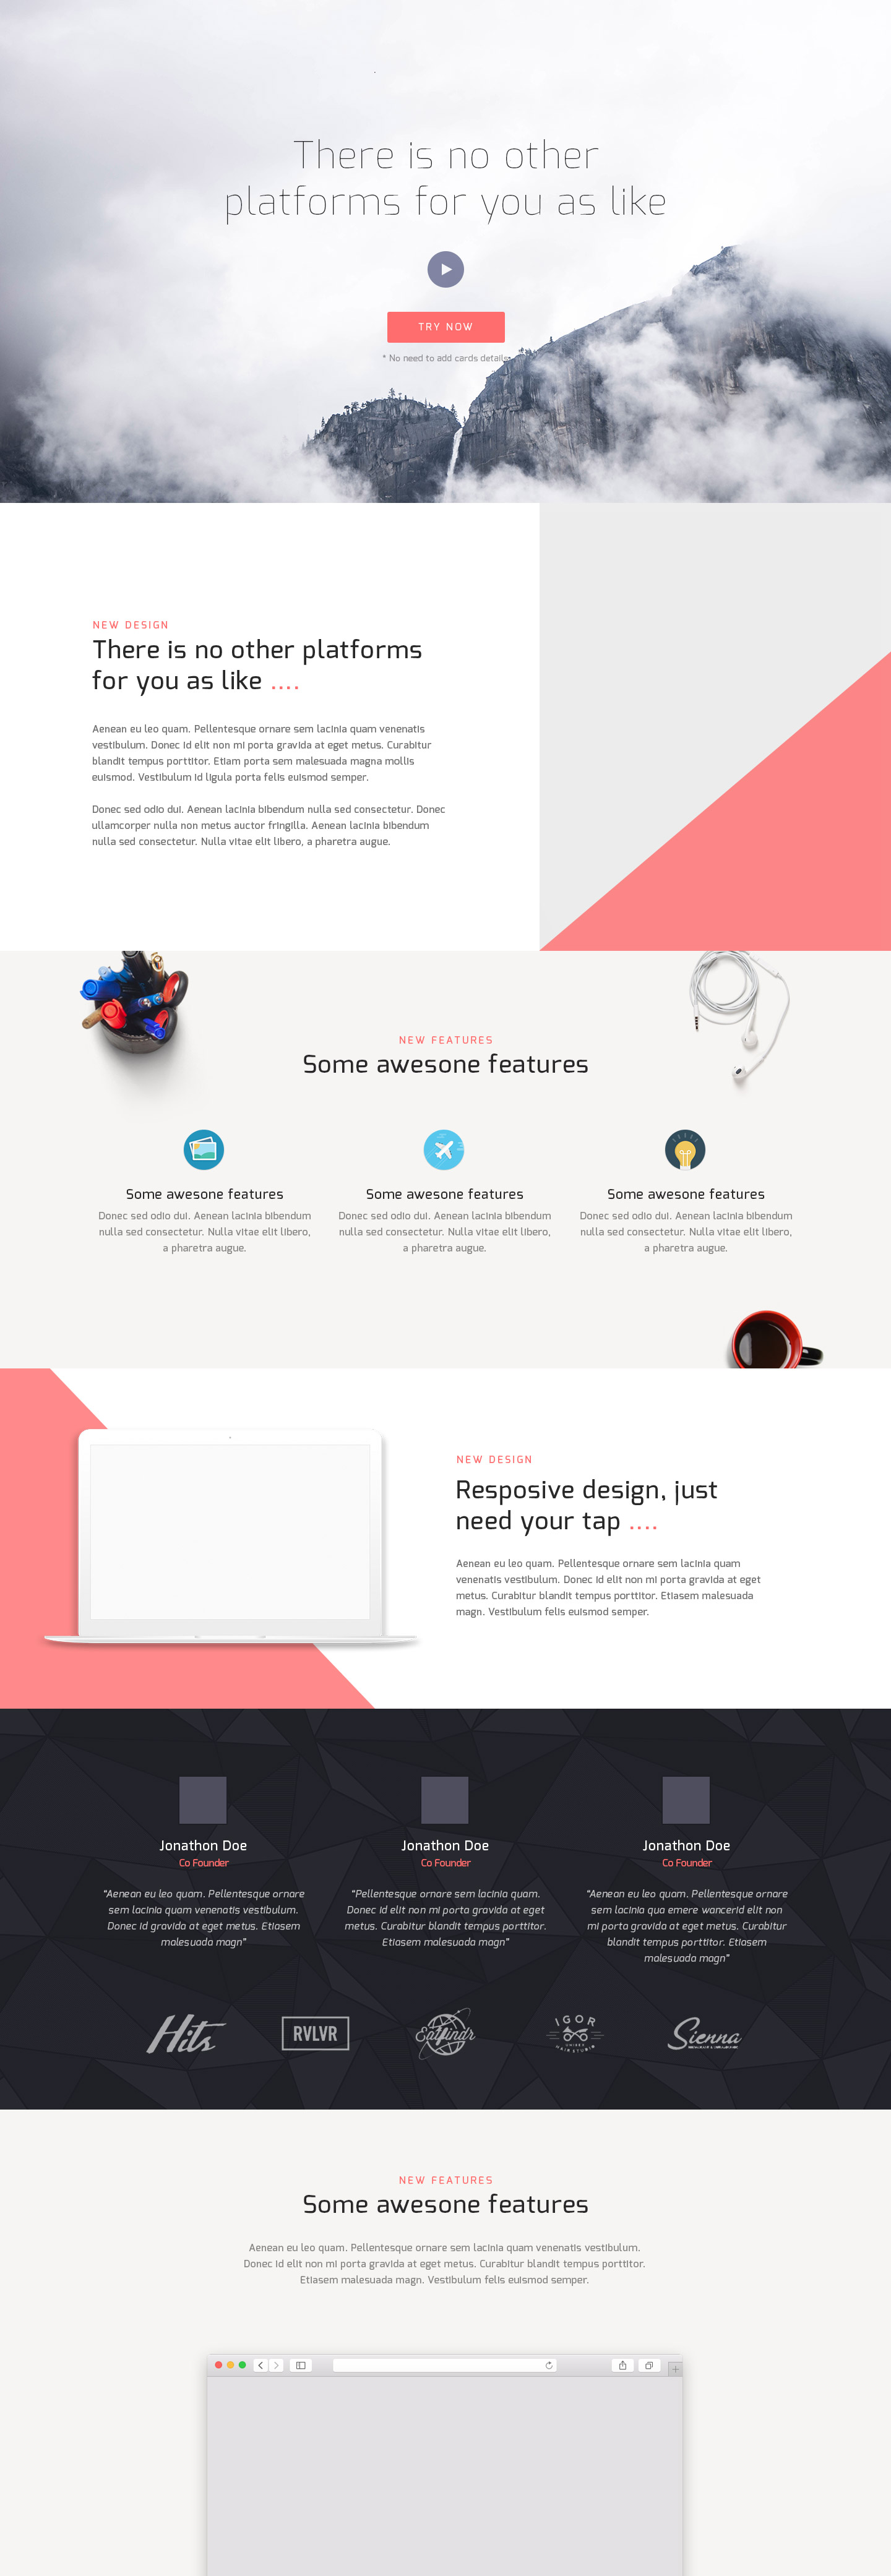 There is no other
platforms for you as like
TRY NOW
* No need to add cards details
NEW DESIGN
There is no other platforms
for you as like ....
Aenean eu leo quam. Pellentesque ornare sem lacinia quam venenatis
vestibulum. Donec id elit non mi porta gravida at eget metus. Curabitur
blandit tempus porttitor. Etiam porta sem malesuada magna mollis
euismod. Vestibulum id ligula porta felis euismod semper.
Donec sed odio dui. Aenean lacinia bibendum nulla sed consectetur. Donec
ullamcorper nulla non metus auctor fringilla. Aenean lacinia bibendum
nulla sed consectetur. Nulla vitae elit libero, a pharetra augue.
NEW FEATURES
Some awesone features
Some awesone features
Donec sed odio dui. Aenean lacinia bibendum
nulla sed consectetur. Nulla vitae elit libero,
a pharetra augue.
Some awesone features
Donec sed odio dui. Aenean lacinia bibendum
nulla sed consectetur. Nulla vitae elit libero,
a pharetra augue.
Some awesone features
Donec sed odio dui. Aenean lacinia bibendum
nulla sed consectetur. Nulla vitae elit libero,
a pharetra augue.
NEW DESIGN
Resposive design, just
need your tap ....
Aenean eu leo quam. Pellentesque ornare sem lacinia quam
venenatis vestibulum. Donec id elit non mi porta gravida at eget
metus. Curabitur blandit tempus porttitor. Etiasem malesuada
magn. Vestibulum felis euismod semper.
Jonathon Doe
Co Founder
"Aenean eu leo quam. Pellentesque ornare
sem lacinia quam venenatis vestibulum.
Donec id gravida at eget metus. Etiasem
malesuada magn"
Jonathon Doe
Co Founder
"Pellentesque ornare sem lacinia quam.
Donec id elit non mi porta gravida at eget
metus. Curabitur blandit tempus porttitor.
Etiasem malesuada magn"
Jonathon Doe
Co Founder
"Aenean eu leo quam. Pellentesque ornare
sem lacinia qua emere wancerid elit non
mi porta gravida at eget metus. Curabitur
blandit tempus porttitor. Etiasem
malesuada magn"
Hits
RVLVR
Eatfindr
IGOR
UNISEX
HAIR STUDIO
Sienna
NEW FEATURES
Some awesone features
Aenean eu leo quam. Pellentesque ornare sem lacinia quam venenatis vestibulum.
Donec id elit non mi porta gravida at eget metus. Curabitur blandit tempus porttitor.
Etiasem malesuada magn. Vestibulum felis euismod semper.